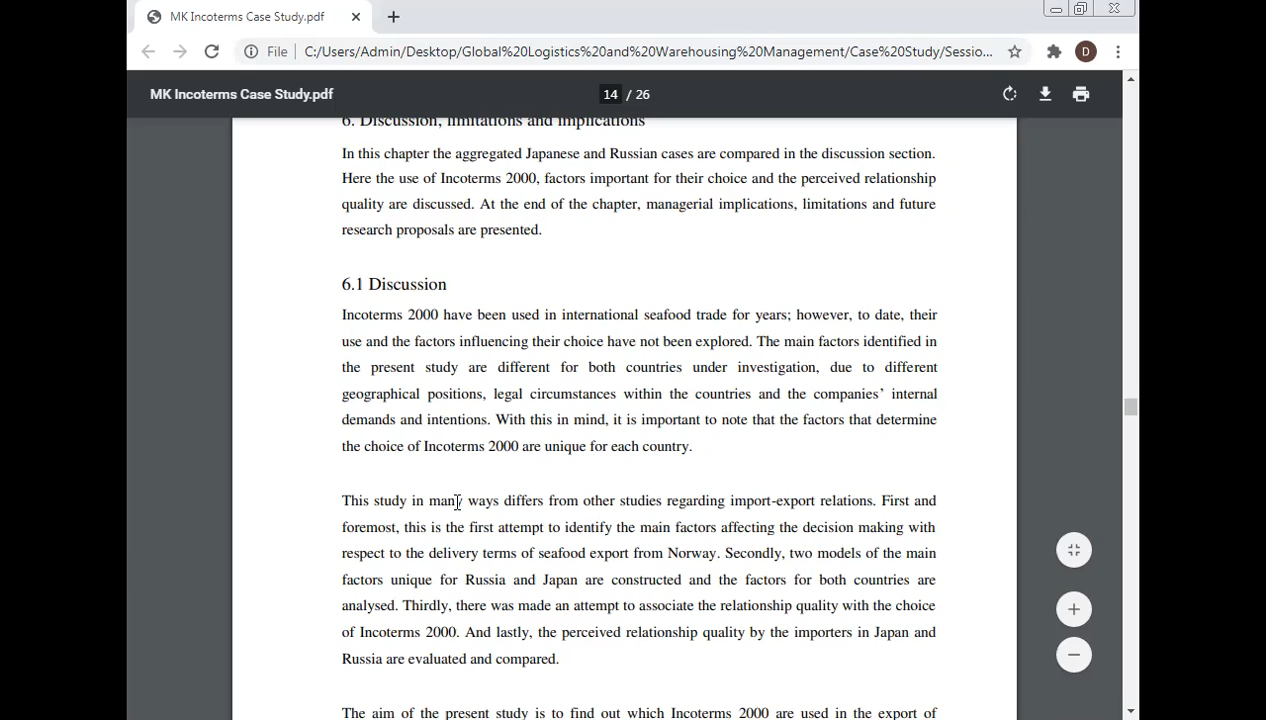 MK Incoterms Case Study.pdf
File
C:/Users/Admin/Desktop/Global%20Logistics%20and%20Warehousing%20Management/Case%20Study/Sessio...
D
MK Incoterms Case Study.pdf
14 / 26
6. Discussion, limitations and implications
In this chapter the aggregated Japanese and Russian cases are compared in the discussion section.
Here the use of Incoterms 2000, factors important for their choice and the perceived relationship
quality are discussed. At the end of the chapter, managerial implications, limitations and future
research proposals are presented.
6.1 Discussion
Incoterms 2000 have been used in international seafood trade for years; however, to date, their
use and the factors influencing their choice have not been explored. The main factors identified in
the present study are different for both countries under investigation, due to different
geographical positions, legal circumstances within the countries and the companies’ internal
demands and intentions. With this in mind, it is important to note that the factors that determine
the choice of Incoterms 2000 are unique for each country.
This study in many ways differs from other studies regarding import-export relations. First and
foremost, this is the first attempt to identify the main factors affecting the decision making with
respect to the delivery terms of seafood export from Norway. Secondly, two models of the main
factors unique for Russia and Japan are constructed and the factors for both countries are
analysed. Thirdly, there was made an attempt to associate the relationship quality with the choice
of Incoterms 2000. And lastly, the perceived relationship quality by the importers in Japan and
Russia are evaluated and compared.
The aim of the present study is to find out which Incoterms 2000 are used in the export of